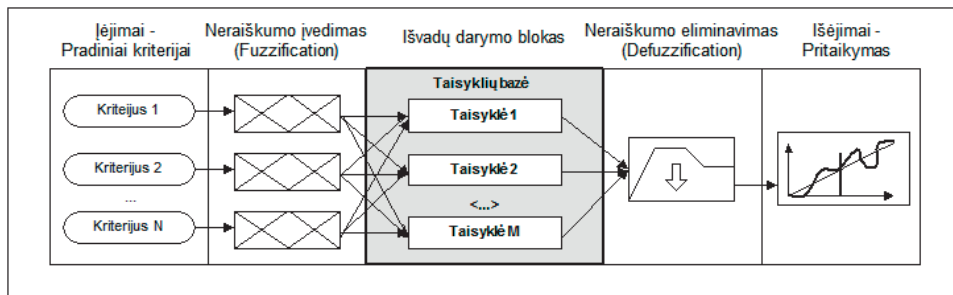 Įėjimai -
Pradiniai kriterijai
Neraiškumo įvedimas
(Fuzzification)
Išvadų darymo blokas
Neraiškumo eliminavimas
(Defuzzification)
Išėjimai -
Pritaikymas
Taisyklių bazė
Kriteijus 1
Kriterijus 2
...
Kriterijus N
Taisyklė 1
Taisyklė 2
<...>
Taisyklė M